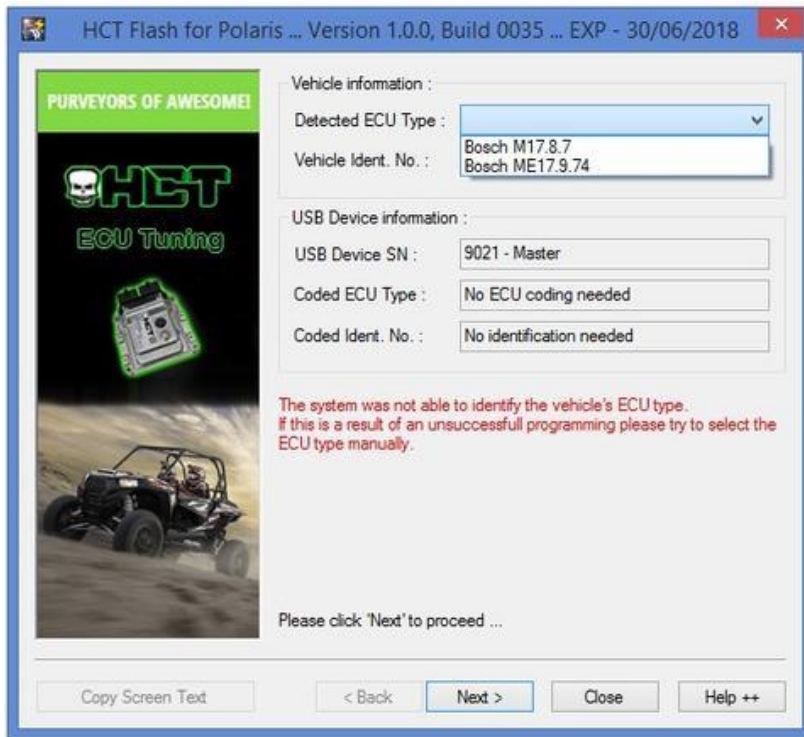 HCT Flash for Polaris ... Version 1.0.0, Build 0035 ... EXP - 30/06/2018
PURVEYORS OF AWESOME!
HCT
ECU Tuning
HCT
Vehicle information :
Detected ECU Type :
Bosch M17.8.7
Bosch ME17.9.74
Vehicle Ident. No. :
USB Device information :
USB Device SN : 9021 - Master
Coded ECU Type : No ECU coding needed
Coded Ident. No. : No identification needed
The system was not able to identify the vehicle's ECU type.
If this is a result of an unsuccessfull programming please try to select the
ECU type manually.
Please click 'Next' to proceed ...
Copy Screen Text
< Back
Next >
Close
Help ++